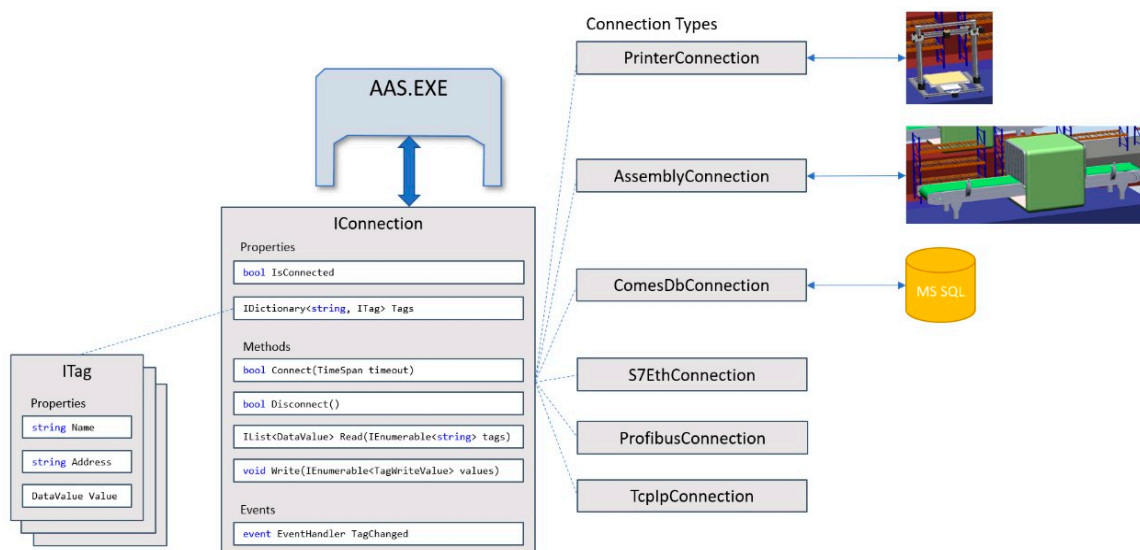 Connection Types
PrinterConnection
AAS.EXE
AssemblyConnection
IConnection
Properties
bool IsConnected
IDictionary<string, ITag> Tags
ComesDbConnection
MS SQL
Methods
bool Connect(TimeSpan timeout)
bool Disconnect()
IList<DataValue> Read(IEnumerable<string> tags)
void Write(IEnumerable<TagWriteValue> values)
Events
event EventHandler TagChanged
ITag
Properties
string Name
string Address
DataValue Value
S7EthConnection
ProfibusConnection
TcpIpConnection